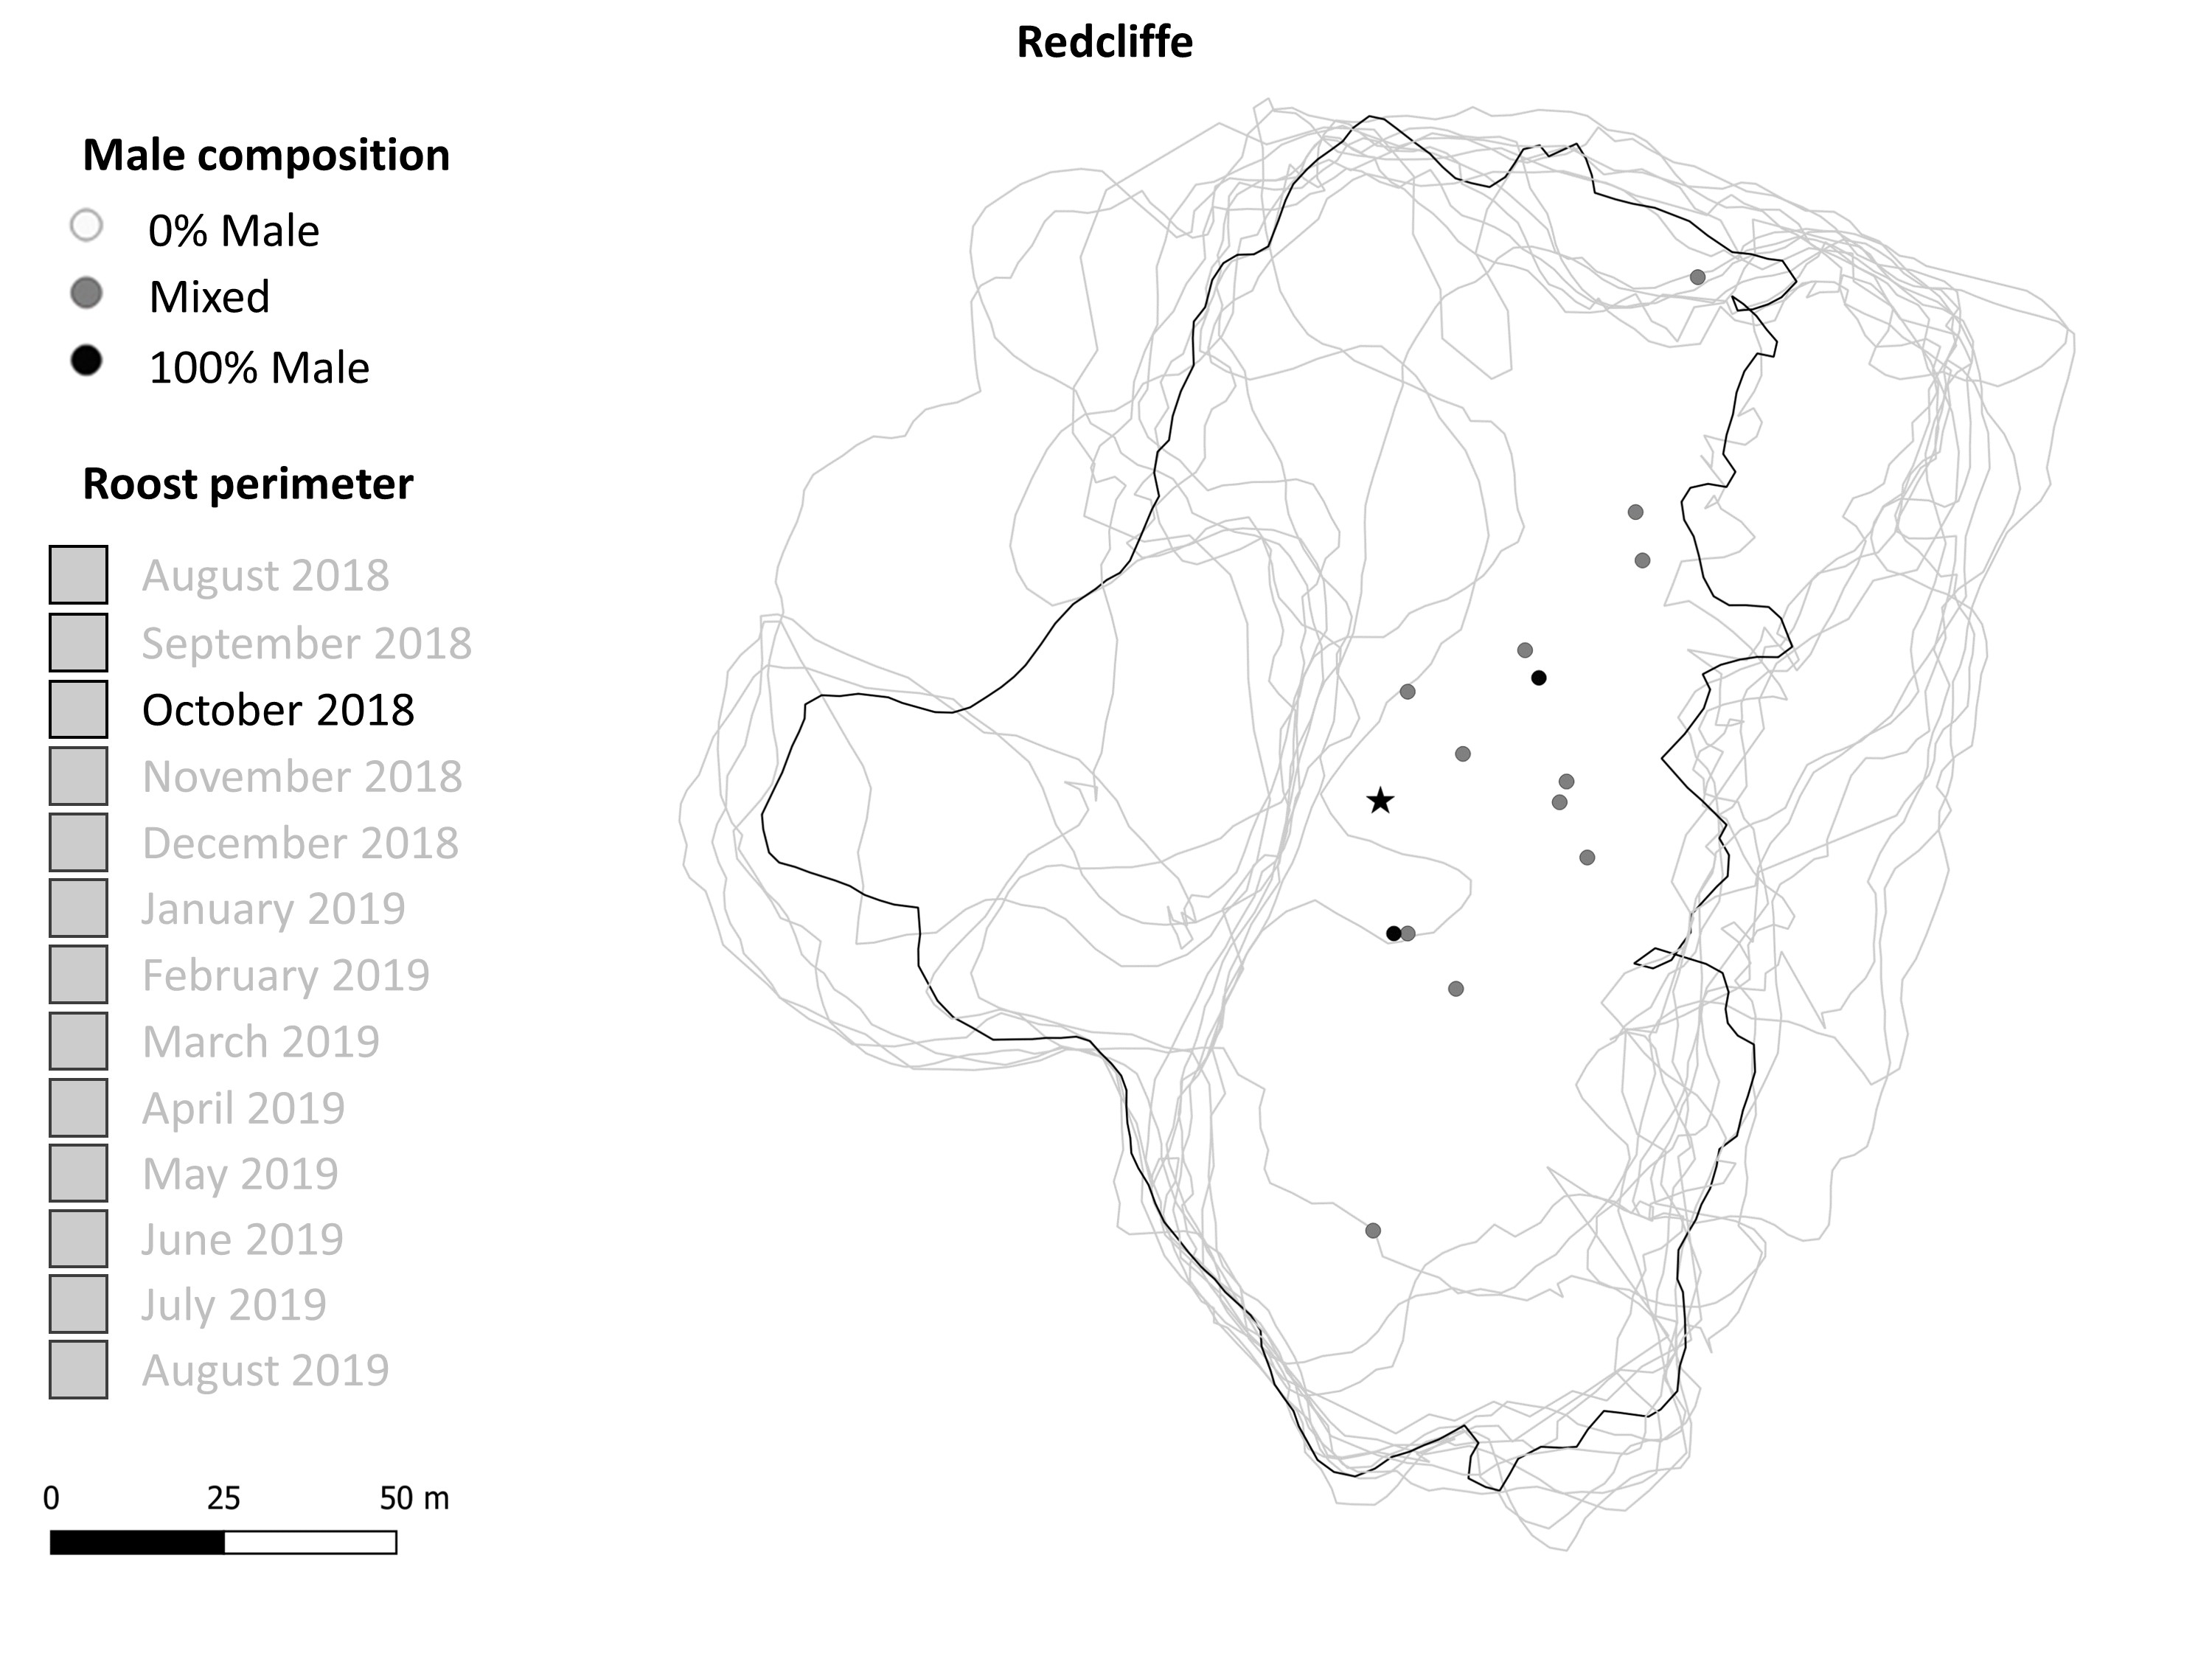 Redcliffe
Male composition
0% Male
Mixed
100% Male
Roost perimeter
August 2018
September 2018
October 2018
November 2018
December 2018
January 2019
February 2019
March 2019
April 2019
May 2019
June 2019
July 2019
August 2019
0 25 50 m